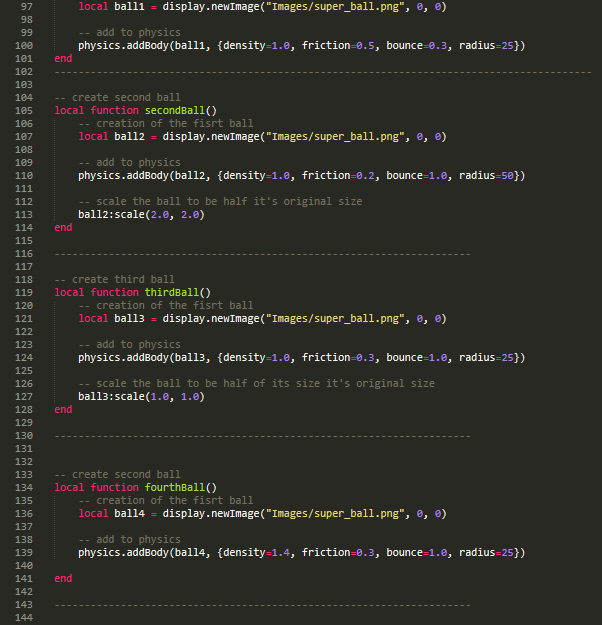 97 local ball1 = display.newImage("Images/super_ball.png", 0, 0)
98
99 -- add to physics
100 physics.addBody(ball1, {density=1.0, friction=0.5, bounce=0.3, radius=25})
101 end
102 -----------------------------------------------------------------------------------------
103
104 -- create second ball
105 local function secondBall()
106 -- creation of the fisrt ball
107 local ball2 = display.newImage("Images/super_ball.png", 0, 0)
108
109 -- add to physics
110 physics.addBody(ball2, {density=1.0, friction=0.2, bounce=1.0, radius=50})
111
112 -- scale the ball to be half it's original size
113 ball2:scale(2.0, 2.0)
114 end
115
116 ---------------------------------------------------------------------
117
118 -- create third ball
119 local function thirdBall()
120 -- creation of the fisrt ball
121 local ball3 = display.newImage("Images/super_ball.png", 0, 0)
122
123 -- add to physics
124 physics.addBody(ball3, {density=1.0, friction=0.3, bounce=1.0, radius=25})
125
126 -- scale the ball to be half of its size it's original size
127 ball3:scale(1.0, 1.0)
128 end
129
130 ---------------------------------------------------------------------
131
132
133 -- create second ball
134 local function fourthBall()
135 -- creation of the fisrt ball
136 local ball4 = display.newImage("Images/super_ball.png", 0, 0)
137
138 -- add to physics
139 physics.addBody(ball4, {density=1.4, friction=0.3, bounce=1.0, radius=25})
140
141 end
142
143 ---------------------------------------------------------------------
144